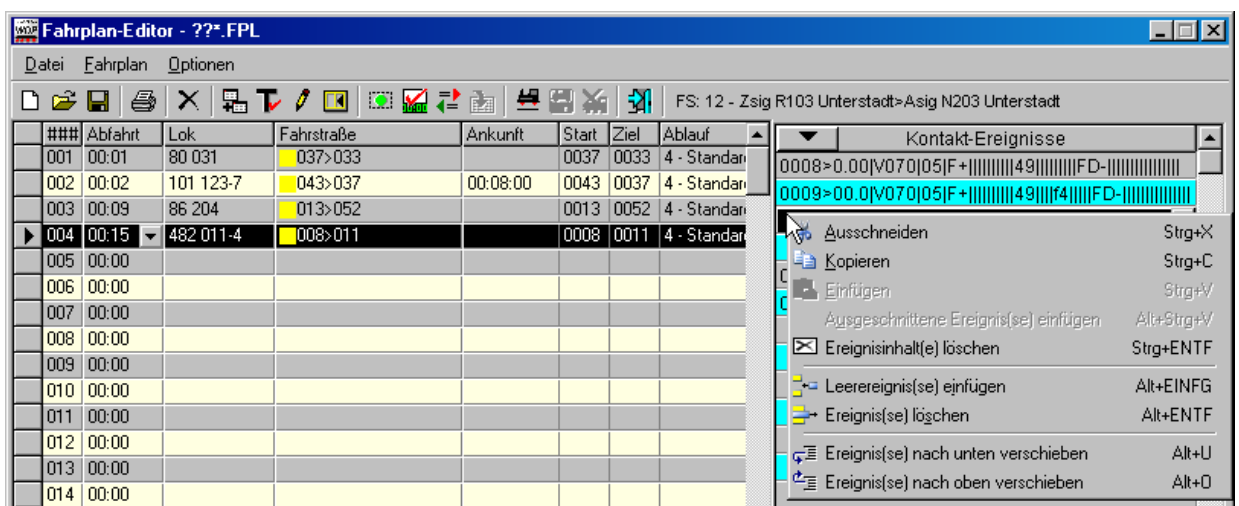 Fahrplan-Editor - ??*.FPL
Datei Fahrplan Optionen
FS: 12 - Zsig R103 Unterstadt>Asig N203 Unterstadt
### Abfahrt Lok Fahrstraße Ankunft Start Ziel Ablauf
001 00:01 80 031 037>033 0037 0033 4 - Standar
002 00:02 101 123-7 043>037 00:08:00 0043 0037 4 - Standar
003 00:09 86 204 013>052 0013 0052 4 - Standar
004 00:15 482 011-4 008>011 0008 0011 4 - Standar
005 00:00
006 00:00
007 00:00
008 00:00
009 00:00
010 00:00
011 00:00
012 00:00
013 00:00
014 00:00
Kontakt-Ereignisse
0008>0.00|V070|05|F+||||||||||49|||||||||FD-|||||||||||||||
0009>00.0|V070|05|F+||||||||||49||||f4|||||FD-|||||||||||||||
Ausschneiden Strg+X
Kopieren Strg+C
Einfügen Strg+V
Ausgeschnittene Ereignis(se) einfügen Alt+Strg+V
Ereignisinhalt(e) löschen Strg+ENTF
Leerereignis(se) einfügen Alt+EINFG
Ereignis(se) löschen Alt+ENTF
Ereignis(se) nach unten verschieben Alt+U
Ereignis(se) nach oben verschieben Alt+O